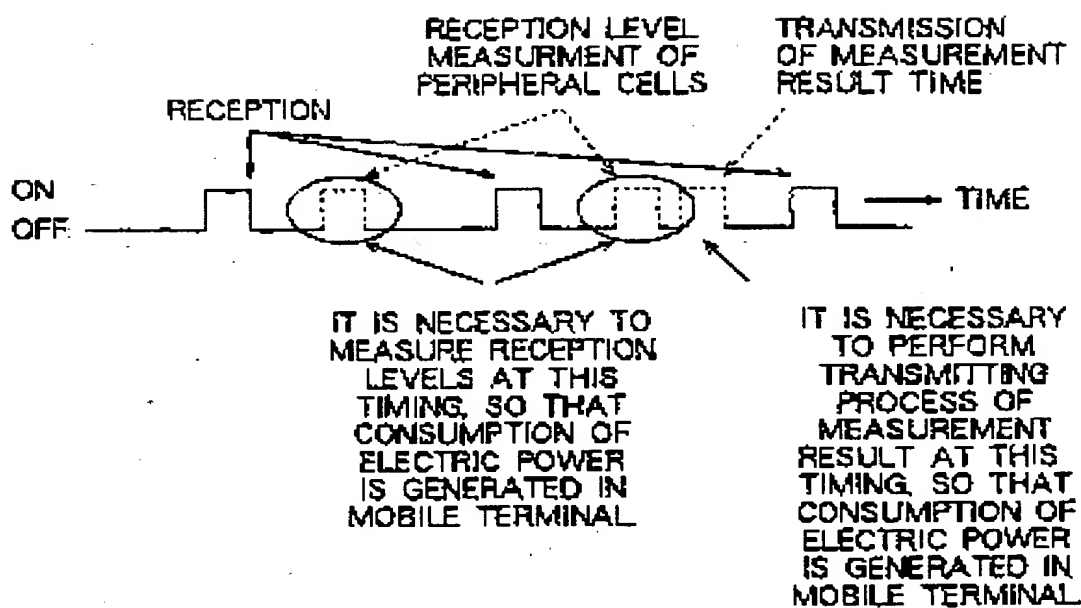 RECEPTION LEVEL
MEASURMENT OF
PERIPHERAL CELLS
TRANSMISSION
OF MEASUREMENT
RESULT TIME
RECEPTION
ON
OFF
TIME
IT IS NECESSARY TO
MEASURE RECEPTION
LEVELS AT THIS
TIMING, SO THAT
CONSUMPTION OF
ELECTRIC POWER
IS GENERATED IN
MOBILE TERMINAL
IT IS NECESSARY
TO PERFORM
TRANSMITTING
PROCESS OF
MEASUREMENT
RESULT AT THIS
TIMING, SO THAT
CONSUMPTION OF
ELECTRIC POWER
IS GENERATED IN
MOBILE TERMINAL